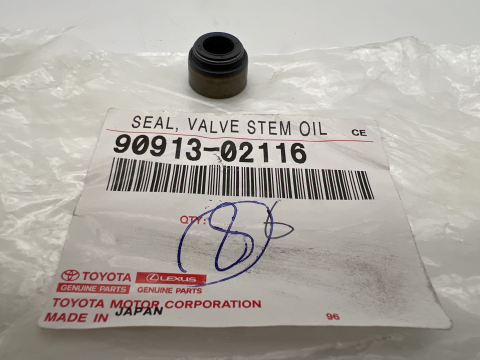 SEAL, VALVE STEM OIL CE
90913-02116
QTY: 8
TOYOTA LEXUS
GENUINE PARTS GENUINE PARTS
TOYOTA MOTOR CORPORATION
MADE IN JAPAN 96